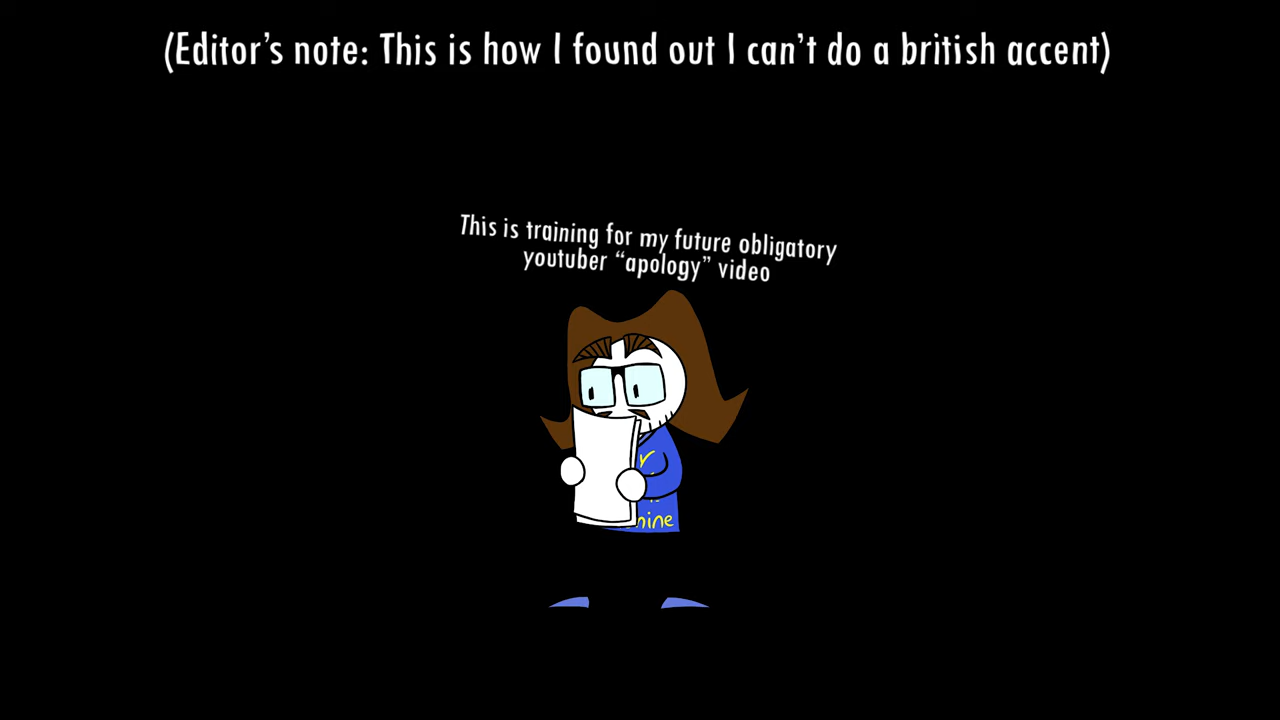 (Editor’s note: This is how I found out I can’t do a british accent)
This is training for my future obligatory
youtuber “apology” video